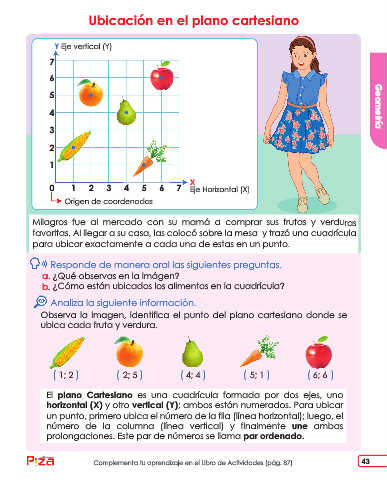 Ubicación en el plano cartesiano
Y Eje vertical (Y)
7
6
5
4
3
2
1
0 1 2 3 4 5 6 7
X
Eje Horizontal (X)
Origen de coordenadas
Geometría
Milagros fue al mercado con su mamá a comprar sus frutas y verduras
favoritas. Al llegar a su casa, las colocó sobre la mesa y trazó una cuadrícula
para ubicar exactamente a cada una de estas en un punto.
Responde de manera oral las siguientes preguntas.
a. ¿Qué observas en la imágen?
b. ¿Cómo están ubicados los alimentos en la cuadrícula?
Analiza la siguiente información.
Observa la imagen, identifica el punto del plano cartesiano donde se
ubica cada fruta y verdura.
( 1; 2 ) ( 2; 5 ) ( 4; 4 ) ( 5; 1 ) ( 6; 6 )
El plano Cartesiano es una cuadrícula formada por dos ejes, uno
horizontal (X) y otro vertical (Y); ambos están numerados. Para ubicar
un punto, primero ubica el número de la fila (línea horizontal); luego, el
número de la columna (línea vertical) y finalmente une ambas
prolongaciones. Este par de números se llama par ordenado.
Complementa tu aprendizaje en el Libro de Actividades (pág. 87)
43